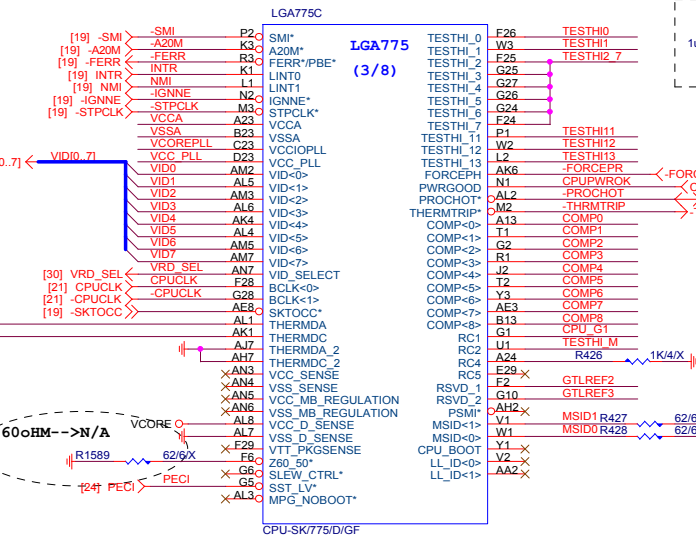 LGA775C
LGA775
(3/8)
[19] -SMI -SMI P2 SMI* TESTHI_0 F26 TESTHI0
[19] -A20M -A20M K3 A20M* TESTHI_1 W3 TESTHI1
[19] -FERR -FERR R3 FERR*/PBE* TESTHI_2 F25 TESTHI2_7
[19] INTR INTR K1 LINT0 TESTHI_3 G25
[19] NMI NMI L1 LINT1 TESTHI_4 G27
[19] -IGNNE -IGNNE N2 IGNNE* TESTHI_5 G26
[19] -STPCLK -STPCLK M3 STPCLK* TESTHI_6 G24
VCCA A23 VCCA TESTHI_7 F24
VSSA B23 VSSA TESTHI_11 P1 TESTHI11
VCOREPLL C23 VCCIOPLL TESTHI_12 W2 TESTHI12
VID[0..7] VCC_PLL D23 VCC_PLL TESTHI_13 L2 TESTHI13
VID0 AM2 VID<0> FORCEPH AK6 -FORCEPR
VID1 AL5 VID<1> PWRGOOD N1 CPUPWROK
VID2 AM3 VID<2> PROCHOT* AL2 -PROCHOT
VID3 AL6 VID<3> THERMTRIP* M2 -THRMTRIP
VID4 AK4 VID<4> COMP<0> A13 COMP0
VID5 AL4 VID<5> COMP<1> T1 COMP1
VID6 AM5 VID<6> COMP<2> G2 COMP2
VID7 AM7 VID<7> COMP<3> R1 COMP3
[30] VRD_SEL VRD_SEL AN7 VID_SELECT COMP<4> J2 COMP4
[21] CPUCLK CPUCLK F28 BCLK<0> COMP<5> T2 COMP5
[21] -CPUCLK -CPUCLK G28 BCLK<1> COMP<6> Y3 COMP6
[19] -SKTOCC AE8 SKTOCC* COMP<7> AE3 COMP7
AL1 THERMDA COMP<8> B13 COMP8
AK1 THERMDC RC1 G1 CPU_G1
AJ7 THERMDA_2 RC2 U1 TESTHI_M
AH7 THERMDC_2 RC4 A24 R426 1K/4/X
AN3 VCC_SENSE RC5 E29
AN4 VSS_SENSE RSVD_1 F2 GTLREF2
AN5 VCC_MB_REGULATION RSVD_2 G10 GTLREF3
AN6 VSS_MB_REGULATION PSMI* AH2
VCORE AL8 VCC_D_SENSE MSID<1> V1 MSID1 R427
60oHM-->N/A AL7 VSS_D_SENSE MSID<0> W1 MSID0 R428
F29 VTT_PKGSENSE CPU_BOOT Y1
R1589 62/6/X F6 Z60_50* LL_ID<0> V2
G6 SLEW_CTRL* LL_ID<1> AA2
[24] PECI PECI G5 SST_LV*
AL3 MPG_NOBOOT*
CPU-SK/775/D/GF